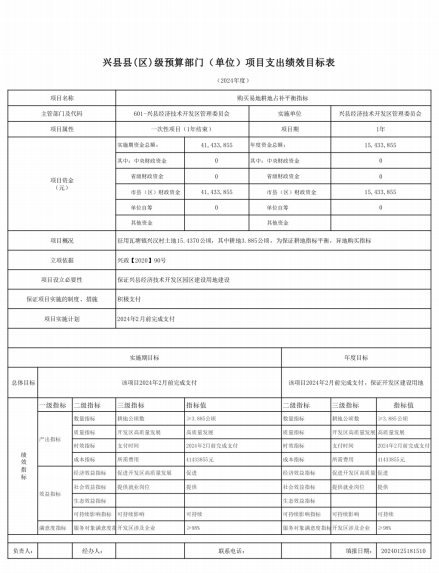 兴县县(区)级预算部门（单位）项目支出绩效目标表
（2024年度）
项目名称 购买易地耕地占补平衡指标
主管部门及代码 601-兴县经济技术开发区管理委员会 实施单位 兴县经济技术开发区管理委员会
项目属性 一次性项目（1年结束） 项目期 1年
项目资金（元） 实施期资金总额： 41,433,855 年度资金总额： 15,433,855
其中：中央财政资金 0 其中：中央财政资金 0
省级财政资金 0 省级财政资金 0
市县（区）财政资金 41,433,855 市县（区）财政资金 15,433,855
单位自筹 0 单位自筹 0
其他资金 其他资金
项目概况 征用瓦塘镇兴汉村土地15.4370公顷，其中耕地3.885公顷，为保证耕地指标平衡，异地购买指标
立项依据 兴政【2020】90号
项目设立必要性 保证兴县经济技术开发区园区建设用地建设
保证项目实施的制度、措施 积极支付
项目实施计划 2024年2月前完成支付
实施期目标 年度目标
总体目标 该项目2024年2月前完成支付 该项目2024年2月前完成支付，保证开发区建设用地
绩效指标 一级指标 二级指标 三级指标 指标值 二级指标 三级指标 指标值
产出指标 数量指标 耕地公顷数 ≥3.885公顷 数量指标 耕地公顷数 ≥3.885公顷
质量指标 开发区高质量发展 高质量发展 质量指标 开发区高质量发展 高质量发展
时效指标 支付时间 2024年2月前完成支付 时效指标 支付时间 2024年2月前完成支付
成本指标 所需费用 41433855元 成本指标 所需费用 41433855元
效益指标 经济效益指标 促进开发区高质量发展 促进 经济效益指标 促进开发区高质量 促进
社会效益指标 提供就业岗位 提供 社会效益指标 提供就业岗位 提供
生态效益指标 生态效益指标
可持续影响指标 可持续影响 可持续 可持续影响指标 可持续影响 可持续
满意度指标 服务对象满意度指标 开发区涉及企业 ≥98% 服务对象满意度指标 开发区涉及企业 ≥98%
负责人： 经办人： 联系电话： 填报日期： 20240125181510